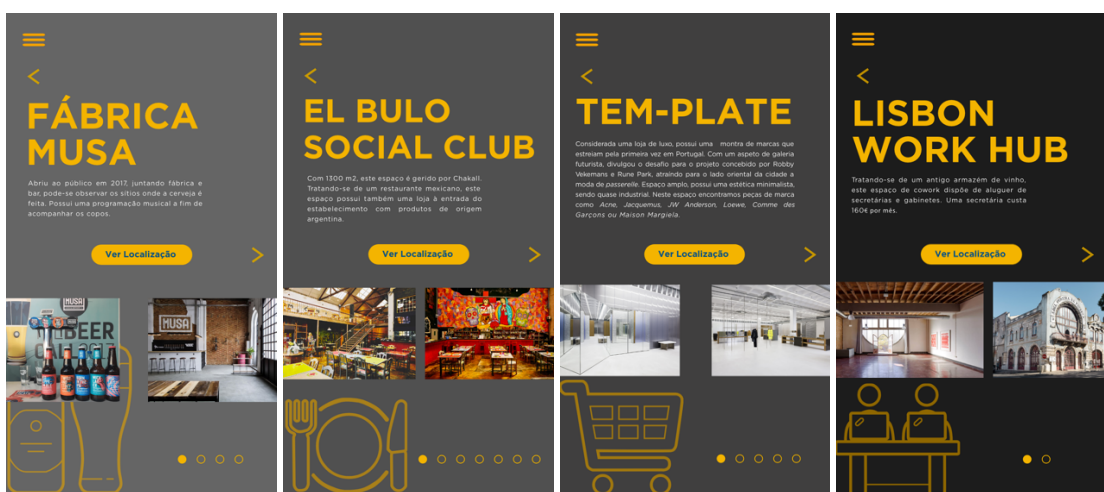 FÁBRICA
MUSA
Abriu ao público em 2017, juntando fábrica e
bar, pode-se observar os sítios onde a cerveja é
feita. Possui uma programação musical a fim de
acompanhar os copos.
Ver Localização
MUSA
BEER
MUSA
EL BULO
SOCIAL CLUB
Com 1300 m2, este espaço é gerido por Chakall.
Tratando-se de um restaurante mexicano, este
espaço possui também uma loja à entrada do
estabelecimento com produtos de origem
argentina.
Ver Localização
TEM-PLATE
Considerada uma loja de luxo, possui uma montra de marcas que
estreiam pela primeira vez em Portugal. Com um aspeto de galeria
futurista, divulgou o desafio para o projeto concebido por Robby
Vekemans e Rune Park, atraíndo para o lado oriental da cidade a
moda de passerelle. Espaço amplo, possui uma estética minimalista,
sendo quase industrial. Neste espaço encontramos peças de marca
como Acne, Jacquemus, JW Anderson, Loewe, Comme des
Garçons ou Maison Margiela.
Ver Localização
LISBON
WORK HUB
Tratando-se de um antigo armazém de vinho,
este espaço de cowork dispõe de aluguer de
secretárias e gabinetes. Uma secretária custa
160€ por mês.
Ver Localização